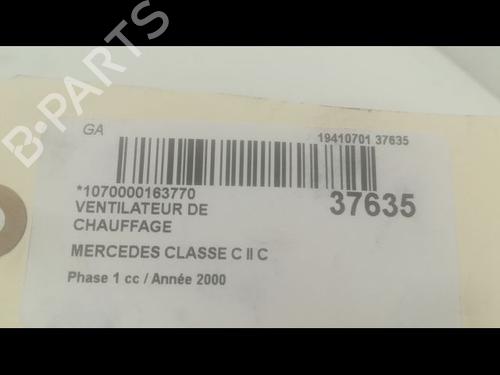 GA
19410701 37635
*1070000163770
37635
VENTILATEUR DE
CHAUFFAGE
MERCEDES CLASSE C II C
Phase 1 cc / Année 2000
B-PARTS